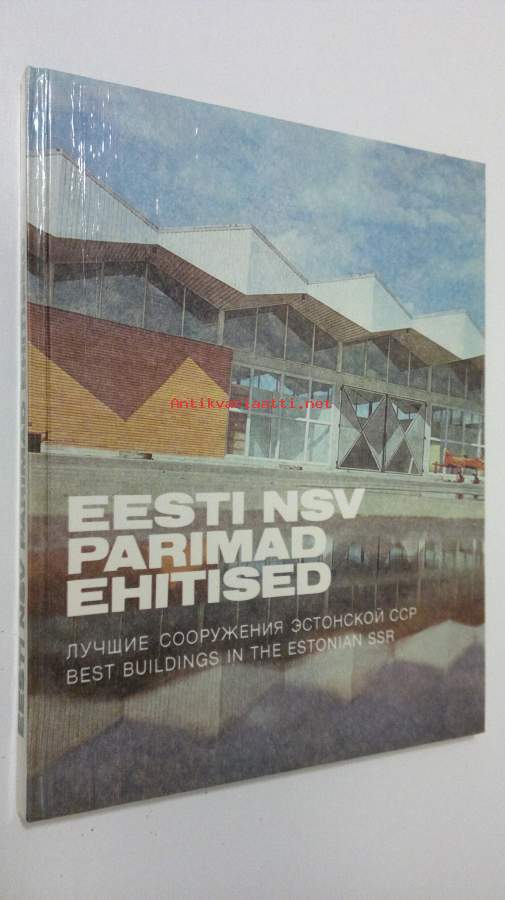 Antikvariaatti.net
EESTI NSV
PARIMAD
EHITISED
ЛУЧШИЕ СООРУЖЕНИЯ ЭСТОНСКОЙ ССР
BEST BUILDINGS IN THE ESTONIAN SSR
EESTI NSV PARIMAD